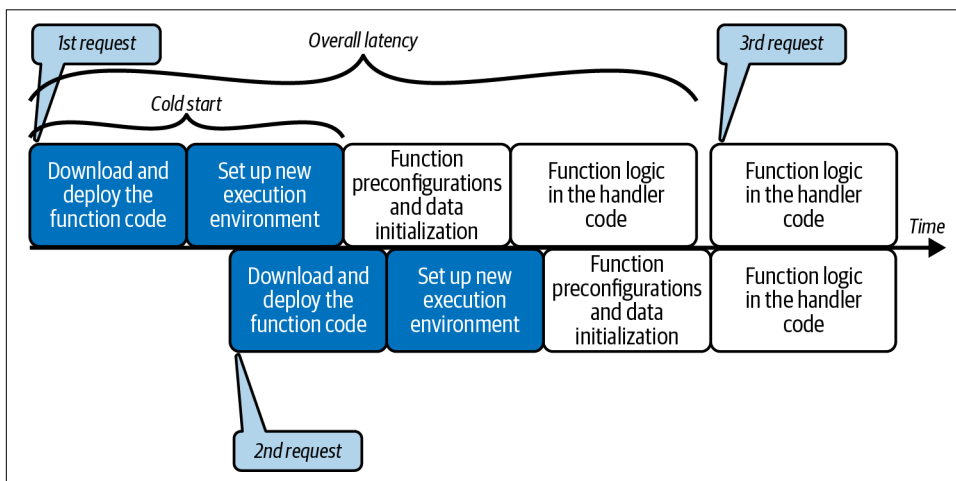 1st request
Overall latency
3rd request
Cold start
Download and
deploy the
function code
Set up new
execution
environment
Function
preconfigurations
and data
initialization
Function logic
in the handler
code
Function logic
in the handler
code
Time
Download and
deploy the
function code
Set up new
execution
environment
Function
preconfigurations
and data
initialization
Function logic
in the handler
code
2nd request